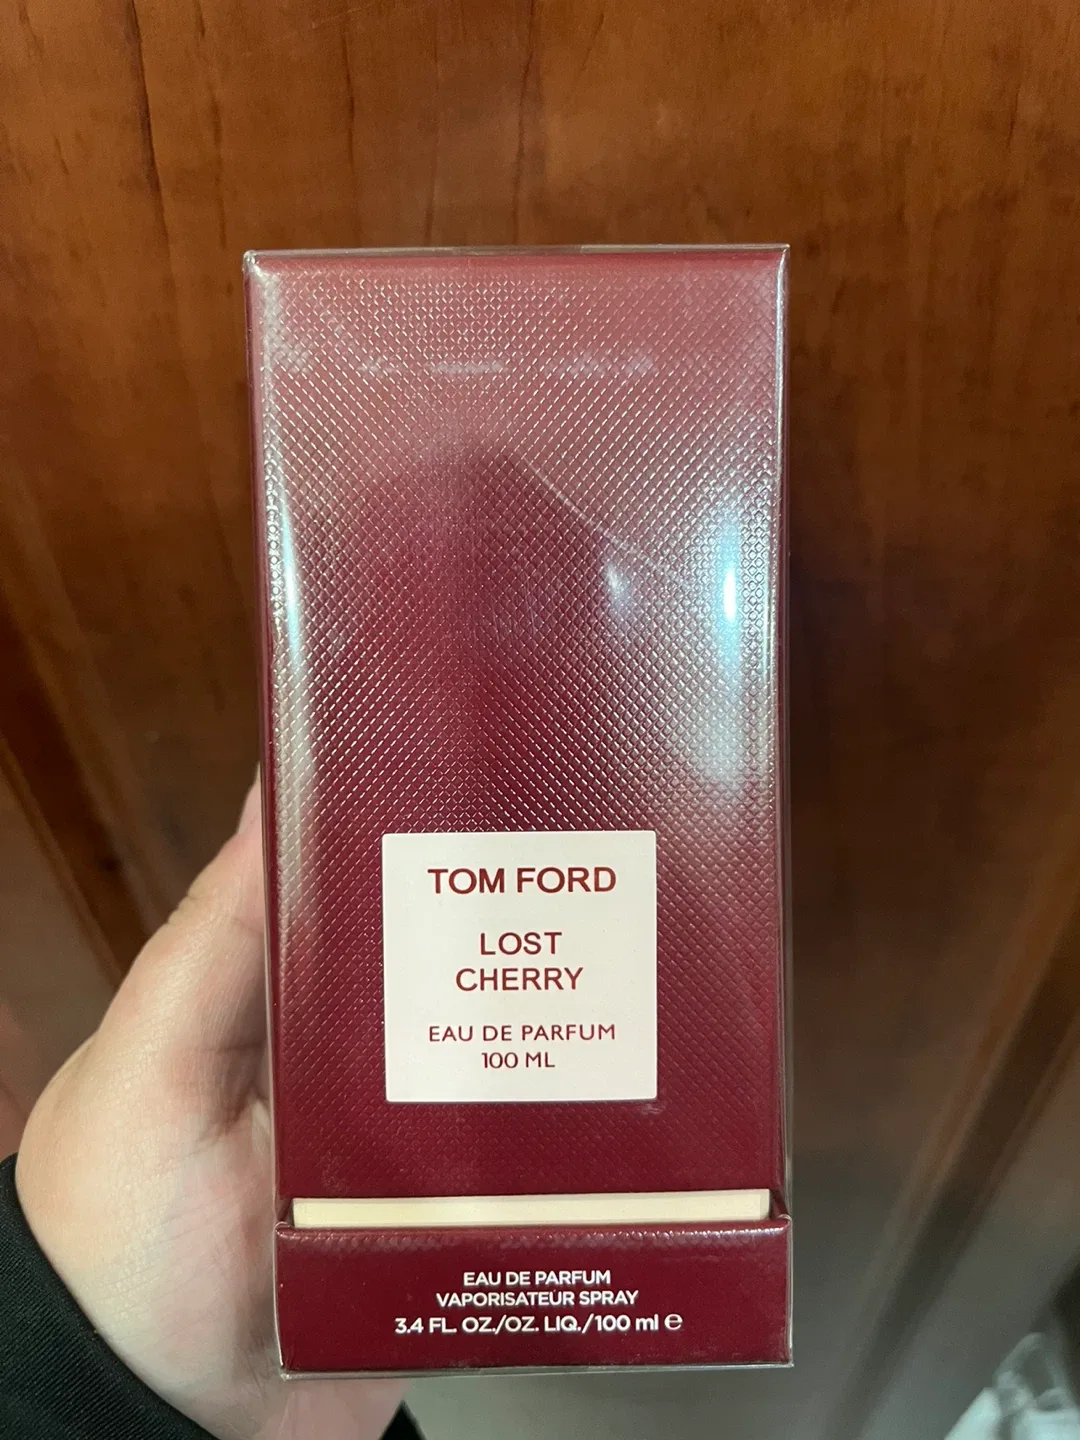 TOM FORD
LOST
CHERRY
EAU DE PARFUM
100 ML
EAU DE PARFUM
VAPORISATEUR SPRAY
3.4 FL. OZ./OZ. LIQ./100 ml ℮